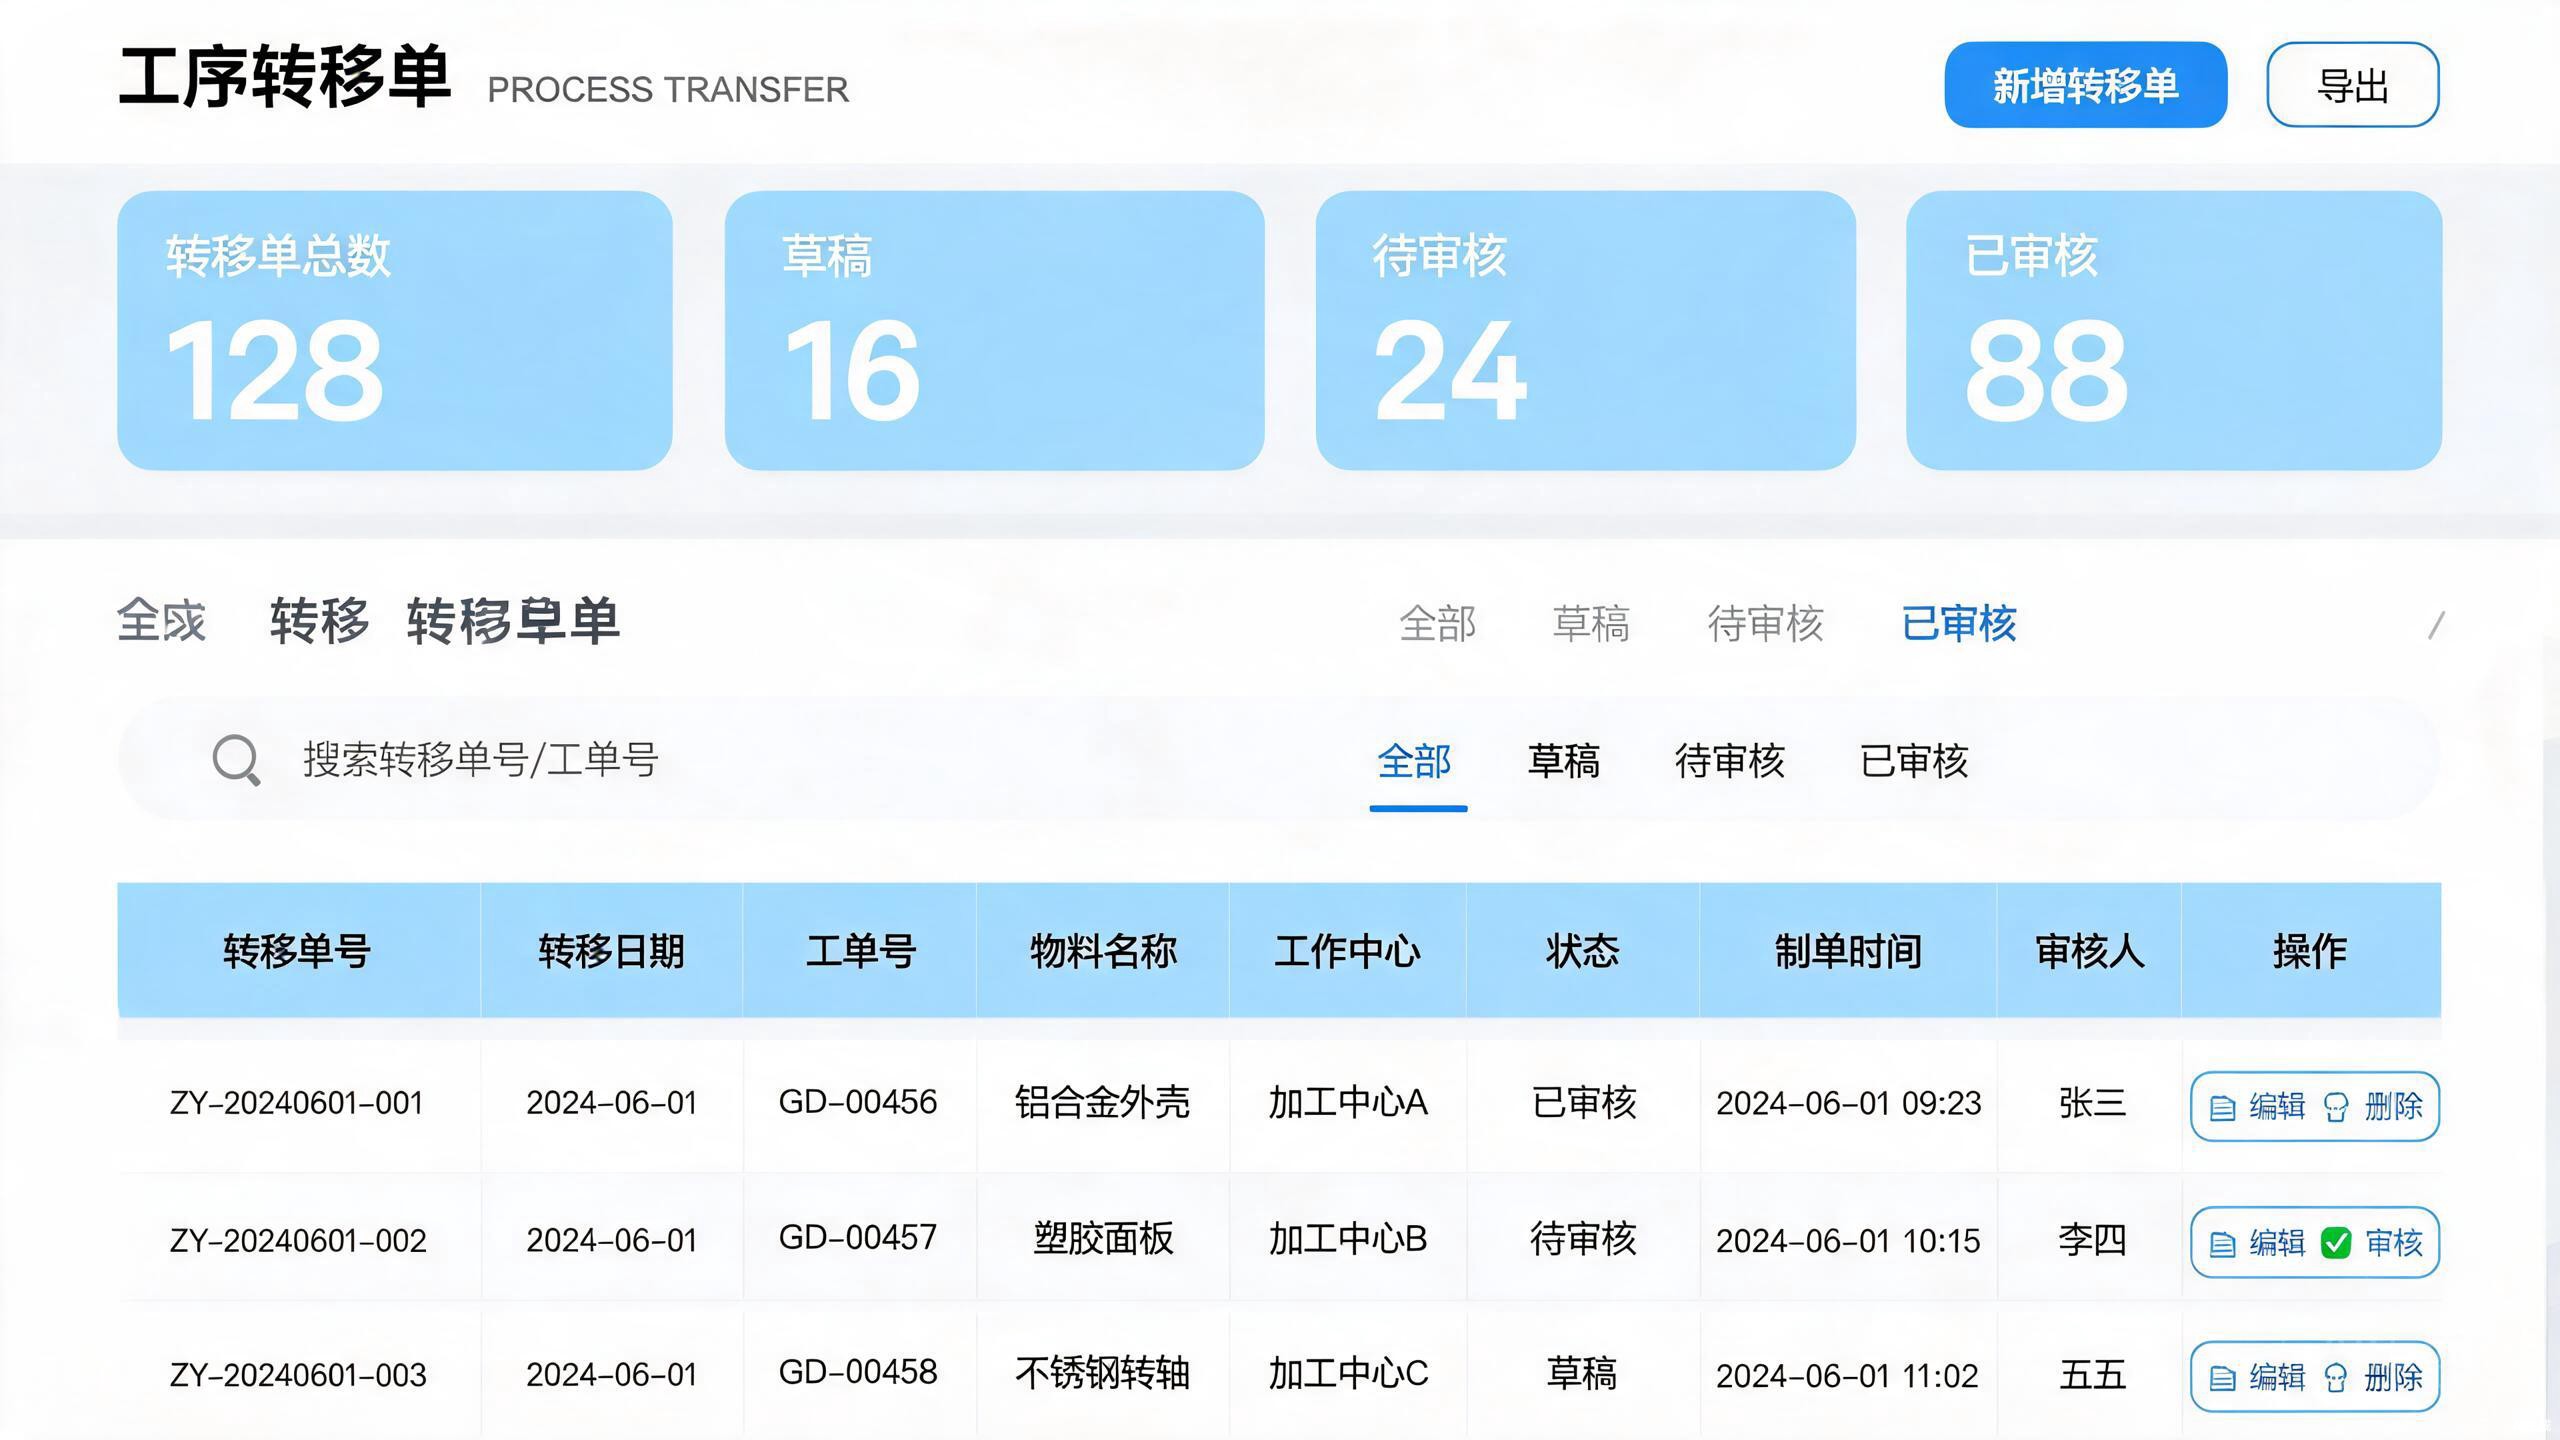 工序转移单 PROCESS TRANSFER 新增转移单 导出
转移单总数 草稿 待审核 已审核
128 16 24 88
转移 全部 草稿 待审核 已审核 /
搜索转移单号/工单号 全部 草稿 待审核 已审核
转移单号 转移日期 工单号 物料名称 工作中心 状态 制单时间 审核人 操作
ZY-20240601-001 2024-06-01 GD-00456 铝合金外壳 加工中心A 已审核 2024-06-01 09:23 张三 编辑 删除
ZY-20240601-002 2024-06-01 GD-00457 塑胶面板 加工中心B 待审核 2024-06-01 10:15 李四 编辑 ✅ 审核
ZY-20240601-003 2024-06-01 GD-00458 不锈钢转轴 加工中心C 草稿 2024-06-01 11:02 五五 编辑 删除